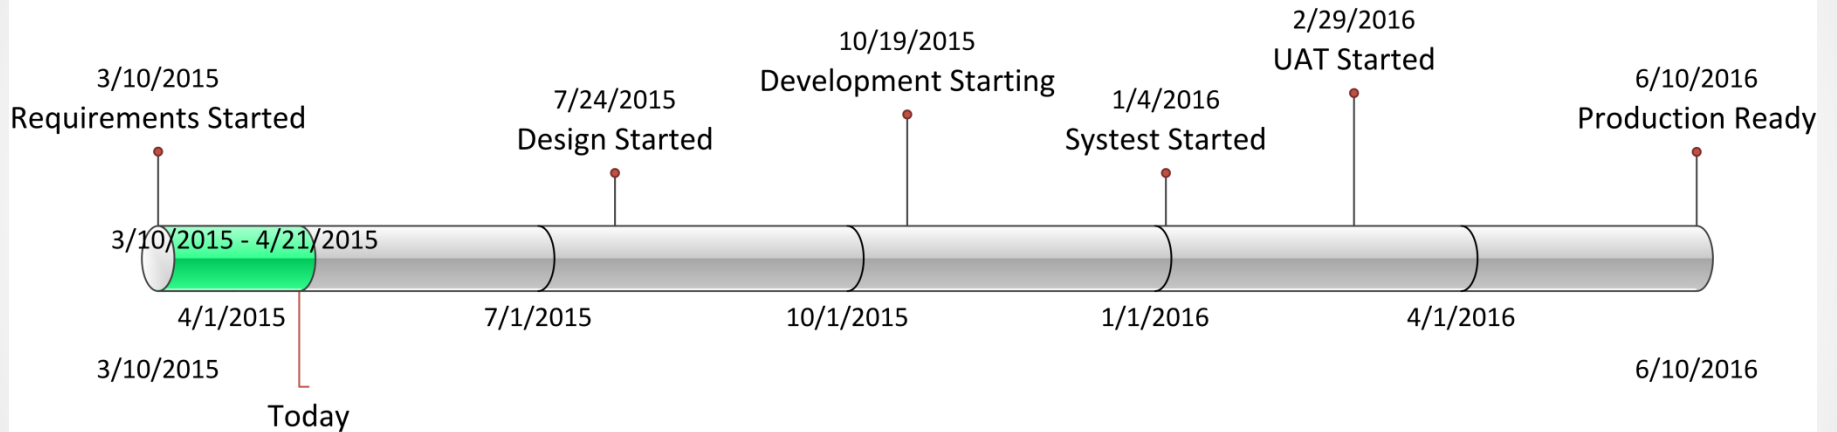 3/10/2015
Requirements Started
7/24/2015
Design Started
10/19/2015
Development Starting
1/4/2016
Systest Started
2/29/2016
UAT Started
6/10/2016
Production Ready
3/10/2015 - 4/21/2015
4/1/2015
7/1/2015
10/1/2015
1/1/2016
4/1/2016
3/10/2015
6/10/2016
Today